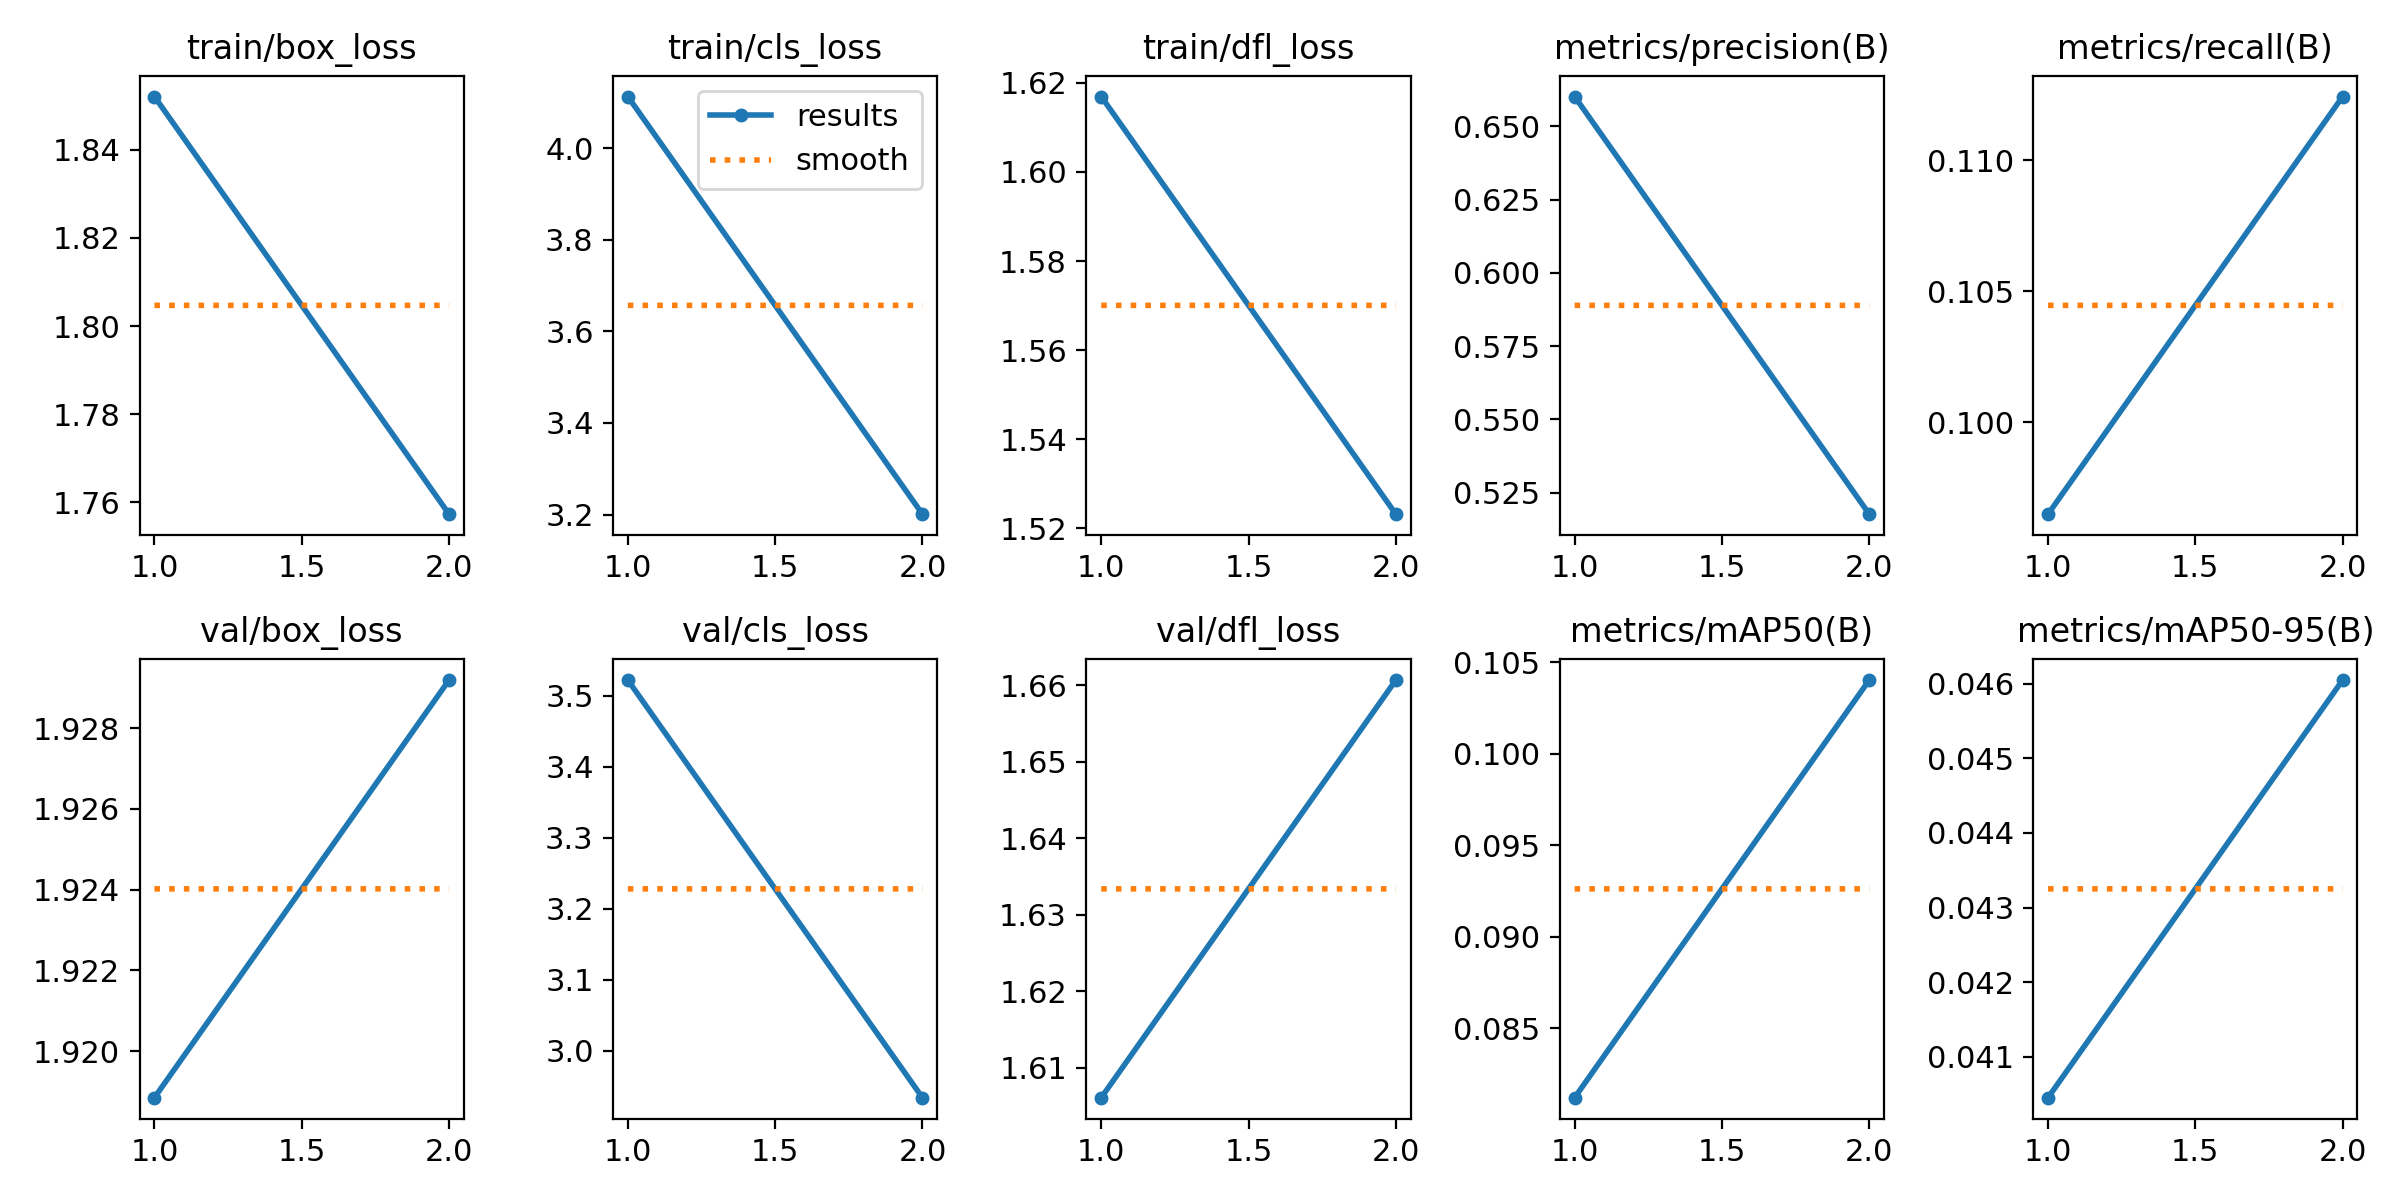 train/box_loss
1.84
1.82
1.80
1.78
1.76
1.0 1.5 2.0
train/cls_loss
results
smooth
4.0
3.8
3.6
3.4
3.2
1.0 1.5 2.0
train/dfl_loss
1.62
1.60
1.58
1.56
1.54
1.52
1.0 1.5 2.0
metrics/precision(B)
0.650
0.625
0.600
0.575
0.550
0.525
1.0 1.5 2.0
metrics/recall(B)
0.110
0.105
0.100
1.0 1.5 2.0
val/box_loss
1.928
1.926
1.924
1.922
1.920
1.0 1.5 2.0
val/cls_loss
3.5
3.4
3.3
3.2
3.1
3.0
1.0 1.5 2.0
val/dfl_loss
1.66
1.65
1.64
1.63
1.62
1.61
1.0 1.5 2.0
metrics/mAP50(B)
0.105
0.100
0.095
0.090
0.085
1.0 1.5 2.0
metrics/mAP50-95(B)
0.046
0.045
0.044
0.043
0.042
0.041
1.0 1.5 2.0